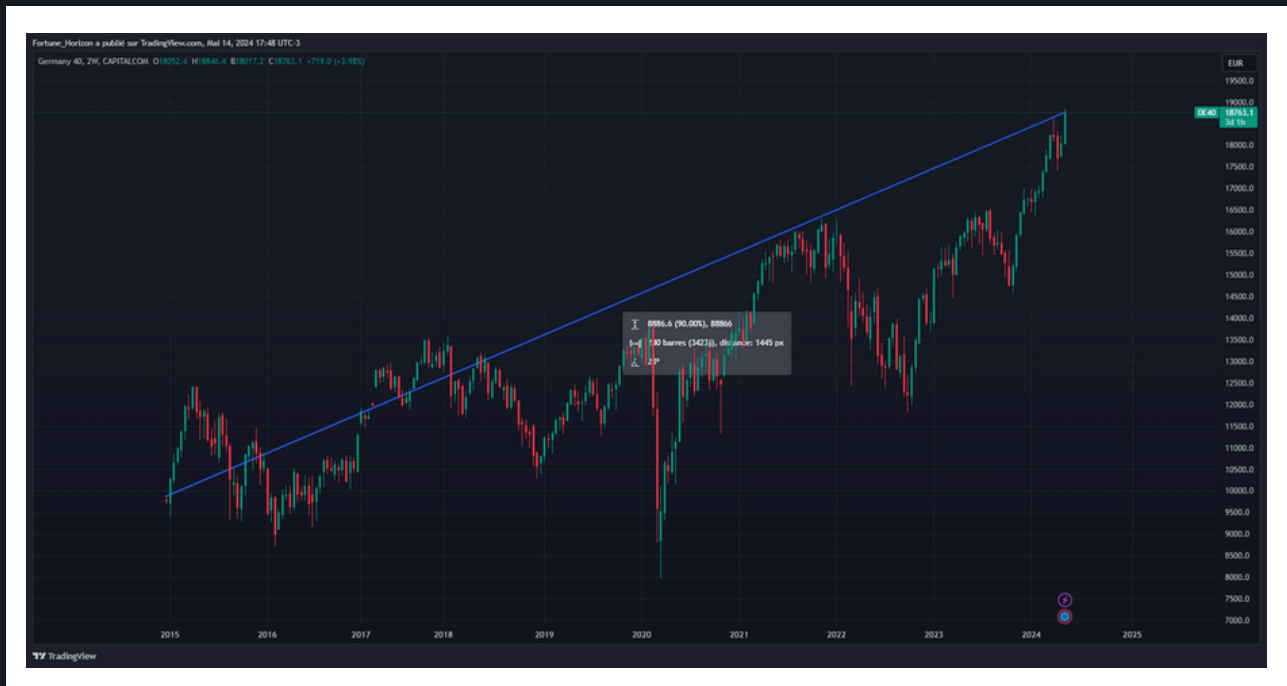 Fortune_Horizon a publié sur TradingView.com, Mai 14, 2024 17:48 UTC-3
Germany 40, 2W, CAPITALCOM O18052.4 H18846.4 B18017.2 C18763.1 +719.0 (+3.98%)
EUR
19500.0
19000.0
DE40 18763.1
3d 1h
18000.0
17500.0
17000.0
16500.0
16000.0
15500.0
15000.0
14500.0
14000.0
13500.0
13000.0
12500.0
12000.0
11500.0
11000.0
10500.0
10000.0
9500.0
9000.0
8500.0
8000.0
7500.0
7000.0
8886.6 (90.00%), 88866
barres (3423j), distance: 1445 px
2015 2016 2017 2018 2019 2020 2021 2022 2023 2024 2025
TradingView